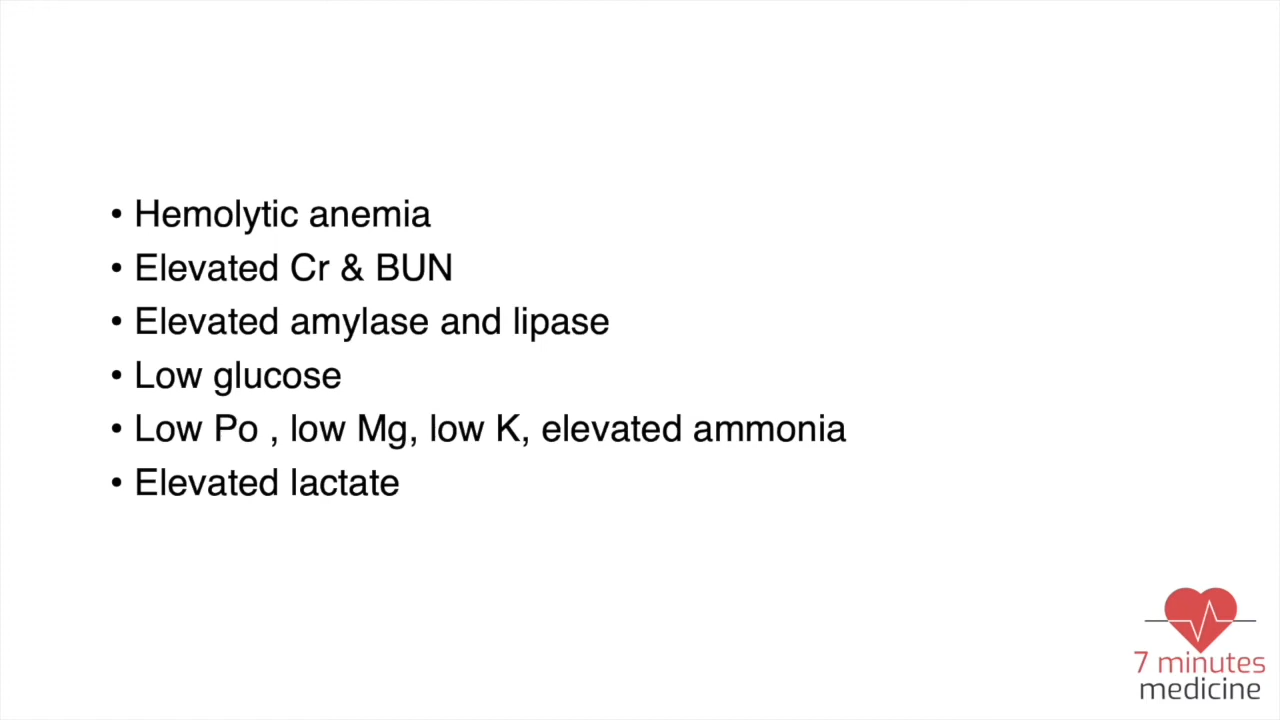 • Hemolytic anemia
• Elevated Cr & BUN
• Elevated amylase and lipase
• Low glucose
• Low Po , low Mg, low K, elevated ammonia
• Elevated lactate
7 minutes
medicine